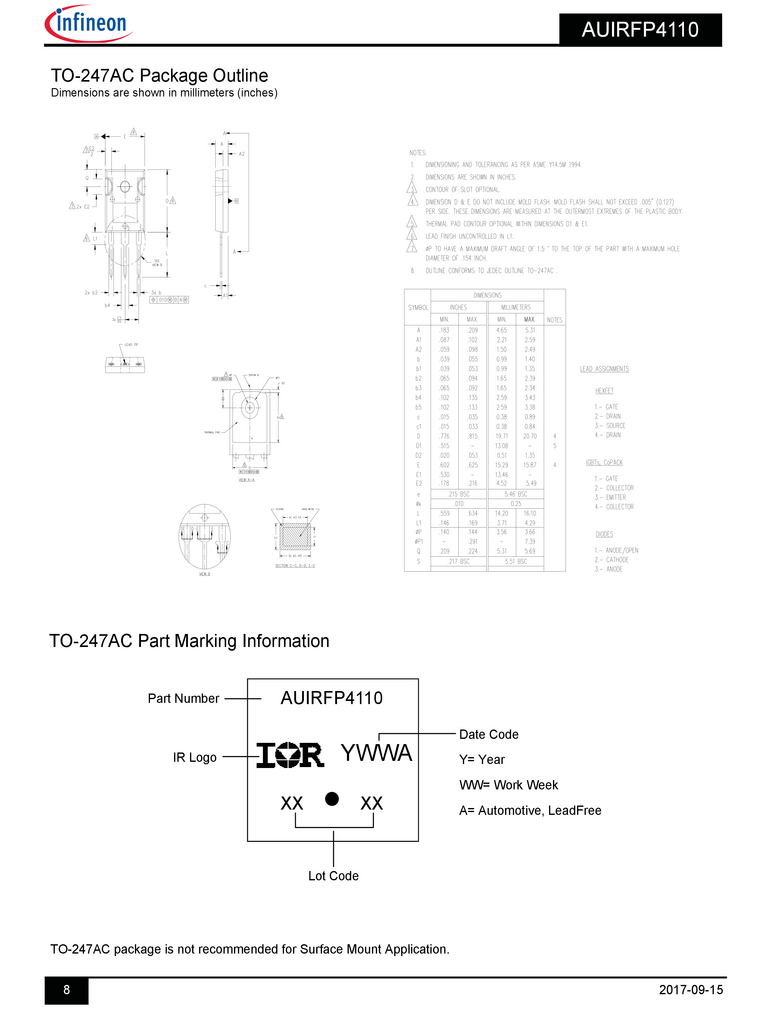 infineon
AUIRFP4110
TO-247AC Package Outline
Dimensions are shown in millimeters (inches)
NOTES:
1. DIMENSIONING AND TOLERANCING AS PER ASME Y14.5M 1994.
2. DIMENSIONS ARE SHOWN IN INCHES.
3 CONTOUR OF SLOT OPTIONAL.
4 DIMENSION D & E DO NOT INCLUDE MOLD FLASH. MOLD FLASH SHALL NOT EXCEED .005" (0.127)
PER SIDE. THESE DIMENSIONS ARE MEASURED AT THE OUTERMOST EXTREMES OF THE PLASTIC BODY.
5 THERMAL PAD CONTOUR OPTIONAL WITHIN DIMENSIONS D1 & E1.
6 LEAD FINISH UNCONTROLLED IN L1.
7 øP TO HAVE A MAXIMUM DRAFT ANGLE OF 1.5 ° TO THE TOP OF THE PART WITH A MAXIMUM HOLE
DIAMETER OF .154 INCH.
8. OUTLINE CONFORMS TO JEDEC OUTLINE TO-247AC .
A
E
A
A2
Q
D
2x E2
L1
L
A
c
A1
2x b2
3x b
b4
LEAD TIP
VIEW A-A
VIEW B
SECTION C-C, D-D, E-E
DIMENSIONS
SYMBOL INCHES MILLIMETERS
MIN. MAX. MIN. MAX. NOTES
A .183 .209 4.65 5.31
A1 .087 .102 2.21 2.59
A2 .059 .098 1.50 2.49
b .039 .055 0.99 1.40
b1 .039 .053 0.99 1.35
b2 .065 .094 1.65 2.39
b3 .065 .092 1.65 2.34
b4 .102 .135 2.59 3.43
b5 .102 .133 2.59 3.38
c .015 .035 0.38 0.89
c1 .015 .033 0.38 0.84
D .776 .815 19.71 20.70 4
D1 .515 – 13.08 – 5
D2 .020 .053 0.51 1.35
E .602 .625 15.29 15.87 4
E1 .530 – 13.46 –
E2 .178 .216 4.52 5.49
e .215 BSC 5.46 BSC
øk .010 0.25
L .559 .634 14.20 16.10
L1 .146 .169 3.71 4.29
øP .140 .144 3.56 3.66
øP1 – .291 – 7.39
Q .209 .224 5.31 5.69
S .217 BSC 5.51 BSC
LEAD ASSIGNMENTS
HEXFET
1.- GATE
2.- DRAIN
3.- SOURCE
4.- DRAIN
IGBTs, CoPACK
1.- GATE
2.- COLLECTOR
3.- EMITTER
4.- COLLECTOR
DIODES
1.- ANODE/OPEN
2.- CATHODE
3.- ANODE
TO-247AC Part Marking Information
Part Number
AUIRFP4110
IR Logo
IOR
YWWA
XX
XX
Lot Code
Date Code
Y= Year
WW= Work Week
A= Automotive, LeadFree
TO-247AC package is not recommended for Surface Mount Application.
8
2017-09-15